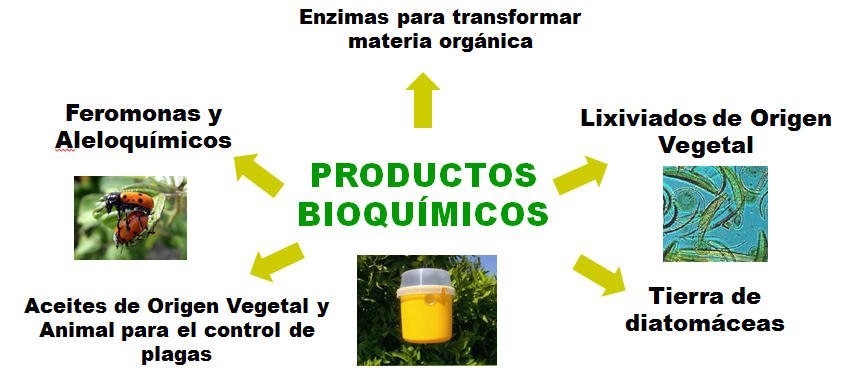 Enzimas para transformar
materia orgánica
Feromonas y
Aleloquímicos
Lixiviados de Origen
Vegetal
PRODUCTOS
BIOQUÍMICOS
Aceites de Origen Vegetal y
Animal para el control de
plagas
Tierra de
diatomáceas